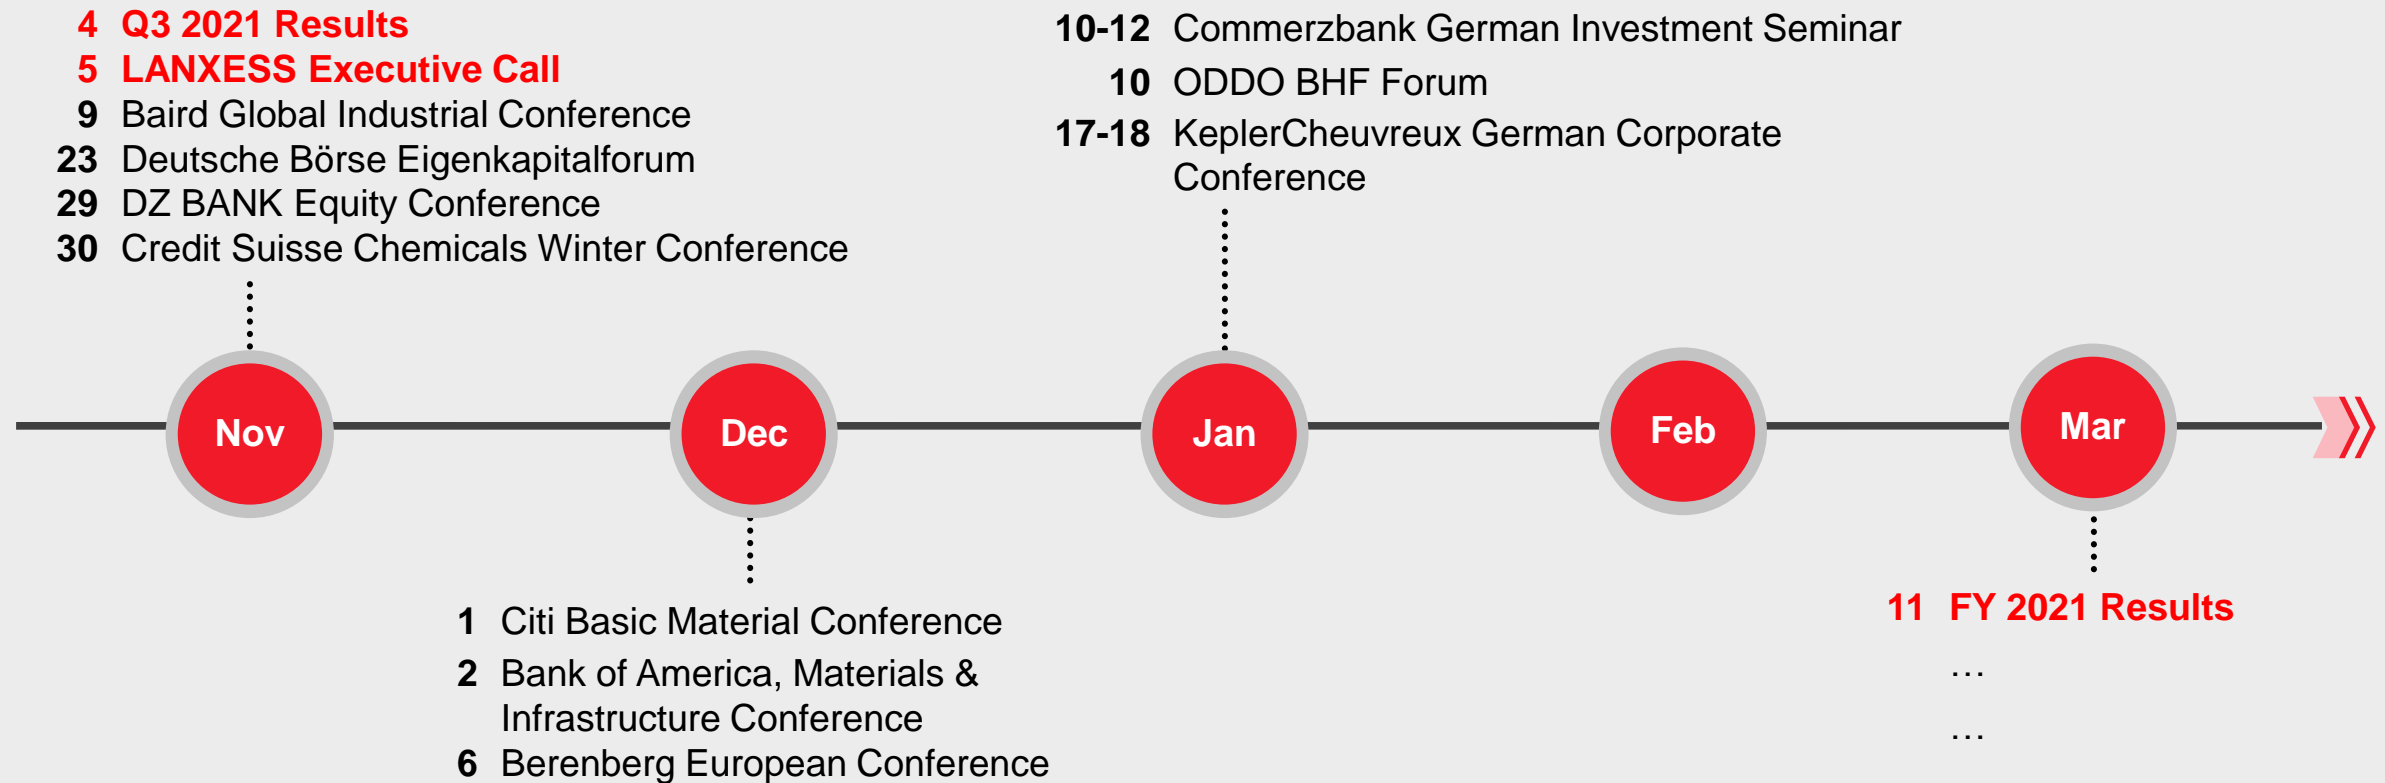 4 Q3 2021 Results
5 LANXESS Executive Call
9 Baird Global Industrial Conference
23 Deutsche Börse Eigenkapitalforum
29 DZ BANK Equity Conference
30 Credit Suisse Chemicals Winter Conference
10-12 Commerzbank German Investment Seminar
10 ODDO BHF Forum
17-18 KeplerCheuvreux German Corporate
Conference
Nov
Dec
Jan
Feb
Mar
1 Citi Basic Material Conference
2 Bank of America, Materials &
Infrastructure Conference
6 Berenberg European Conference
11 FY 2021 Results
…
…